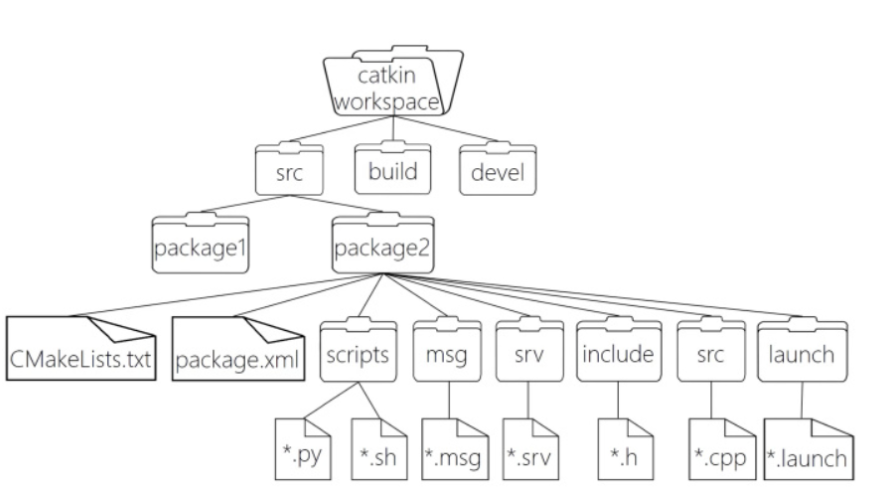 catkin
workspace
src
build
devel
package1
package2
CMakeLists.txt
package.xml
scripts
msg
srv
include
src
launch
*.py
*.sh
*.msg
*.srv
*.h
*.cpp
*.launch